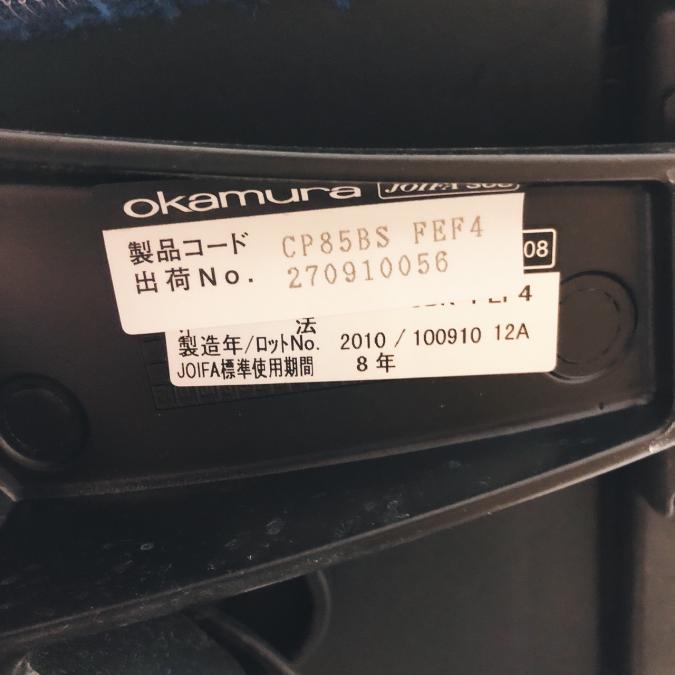 okamura JOIFA
製品コード CP85BS FEF4
出荷No. 270910056
08
法
製造年/ロットNo. 2010 / 100910 12A
JOIFA標準使用期間 8年